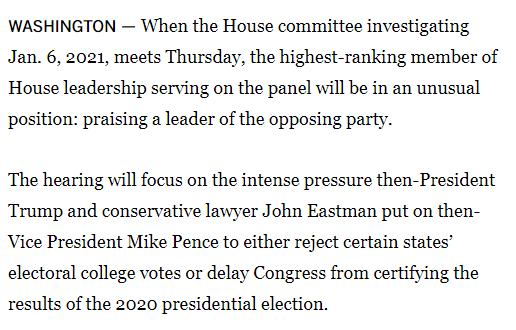 WASHINGTON — When the House committee investigating
Jan. 6, 2021, meets Thursday, the highest-ranking member of
House leadership serving on the panel will be in an unusual
position: praising a leader of the opposing party.
The hearing will focus on the intense pressure then-President
Trump and conservative lawyer John Eastman put on then-
Vice President Mike Pence to either reject certain states’
electoral college votes or delay Congress from certifying the
results of the 2020 presidential election.